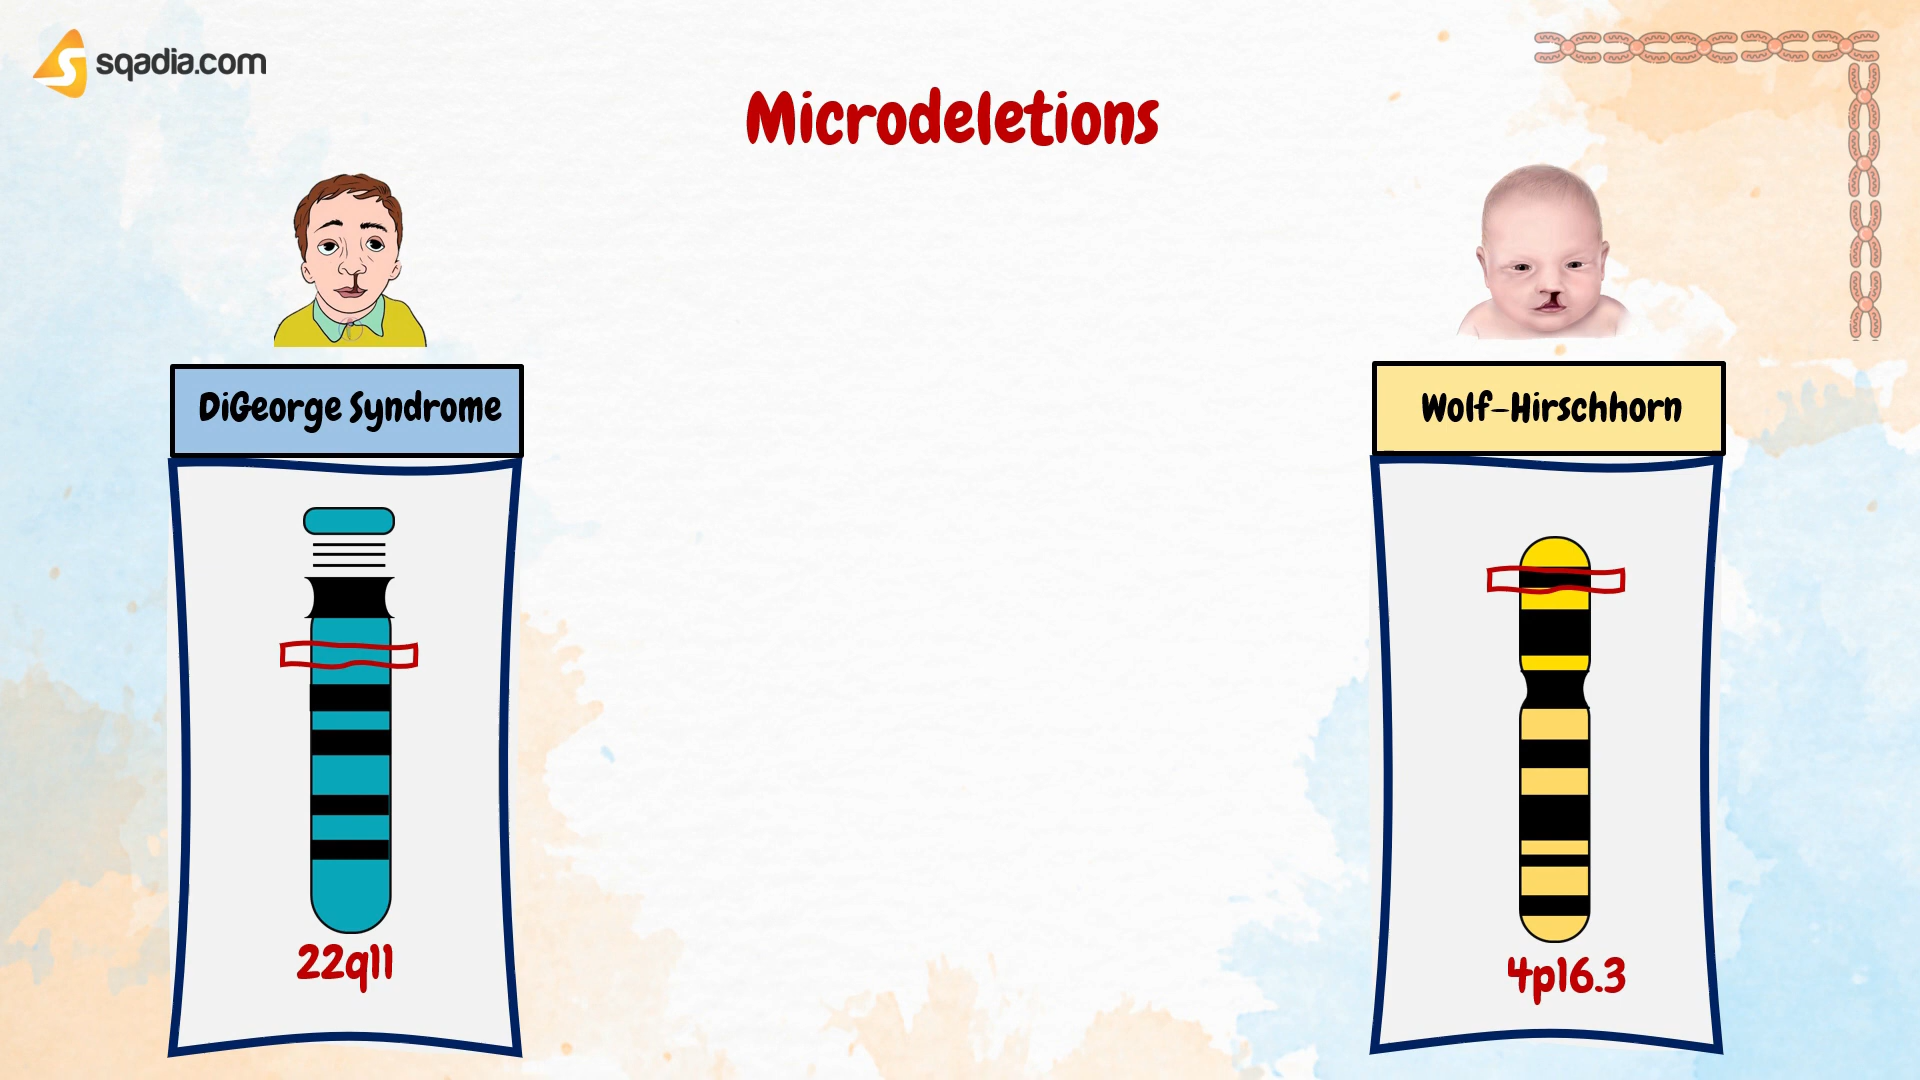 sqadia.com
Microdeletions
DiGeorge Syndrome
Wolf-Hirschhorn
22q11
4p16.3